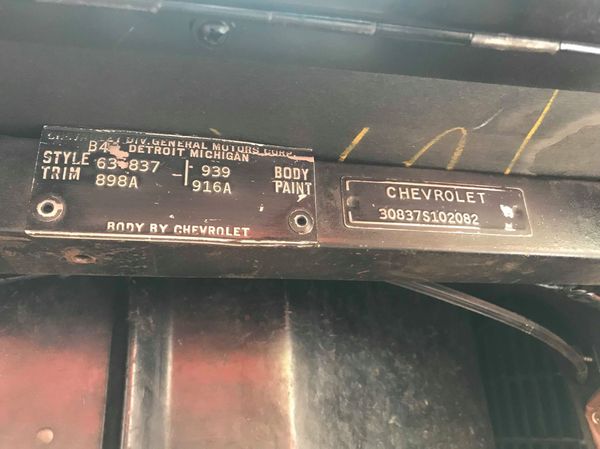 DIV. GENERAL MOTORS CORP.
DETROIT MICHIGAN
STYLE 63 837 - 939 BODY
TRIM 898A 916A PAINT
BODY BY CHEVROLET
CHEVROLET
30837S102082